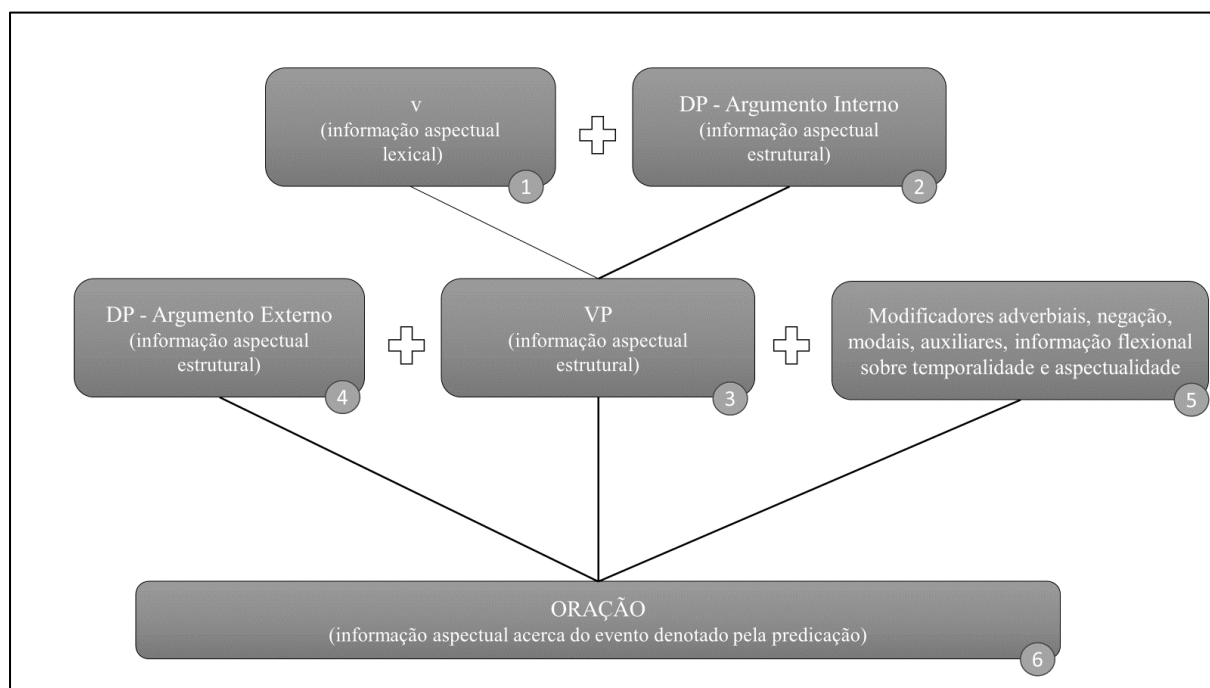 v
(informação aspectual
lexical)
1
DP - Argumento Interno
(informação aspectual
estrutural)
2
DP - Argumento Externo
(informação aspectual
estrutural)
4
VP
(informação aspectual
estrutural)
3
Modificadores adverbiais, negação,
modais, auxiliares, informação flexional
sobre temporalidade e aspectualidade
5
ORAÇÃO
(informação aspectual acerca do evento denotado pela predicação)
6